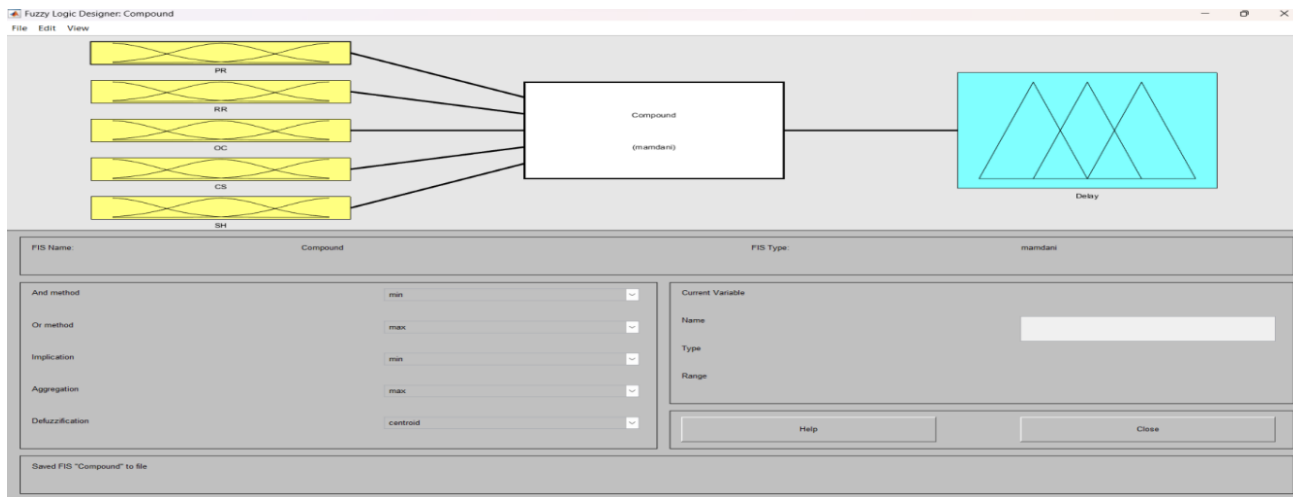 Fuzzy Logic Designer: Compound
File Edit View
PR
RR
OC
CS
SH
Compound
(mamdani)
Delay
FIS Name: Compound FIS Type: mamdani
And method min
Or method max
Implication min
Aggregation max
Defuzzification centroid
Current Variable
Name
Type
Range
Help Close
Saved FIS "Compound" to file